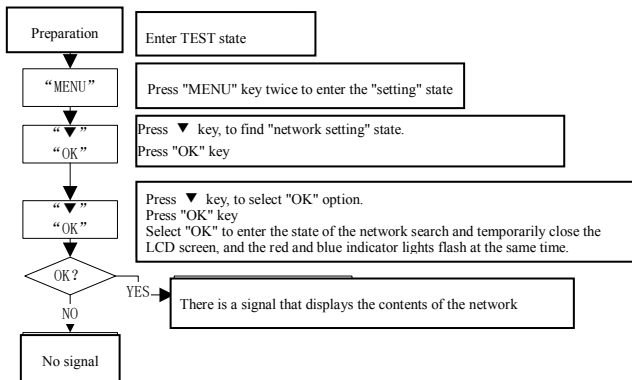 Preparation
Enter TEST state
“MENU”
Press "MENU" key twice to enter the "setting" state
“▼”
“OK”
Press ▼ key, to find "network setting" state.
Press "OK" key
“▼”
“OK”
Press ▼ key, to select "OK" option.
Press "OK" key
Select "OK" to enter the state of the network search and temporarily close the
LCD screen, and the red and blue indicator lights flash at the same time.
OK?
YES
There is a signal that displays the contents of the network
NO
No signal